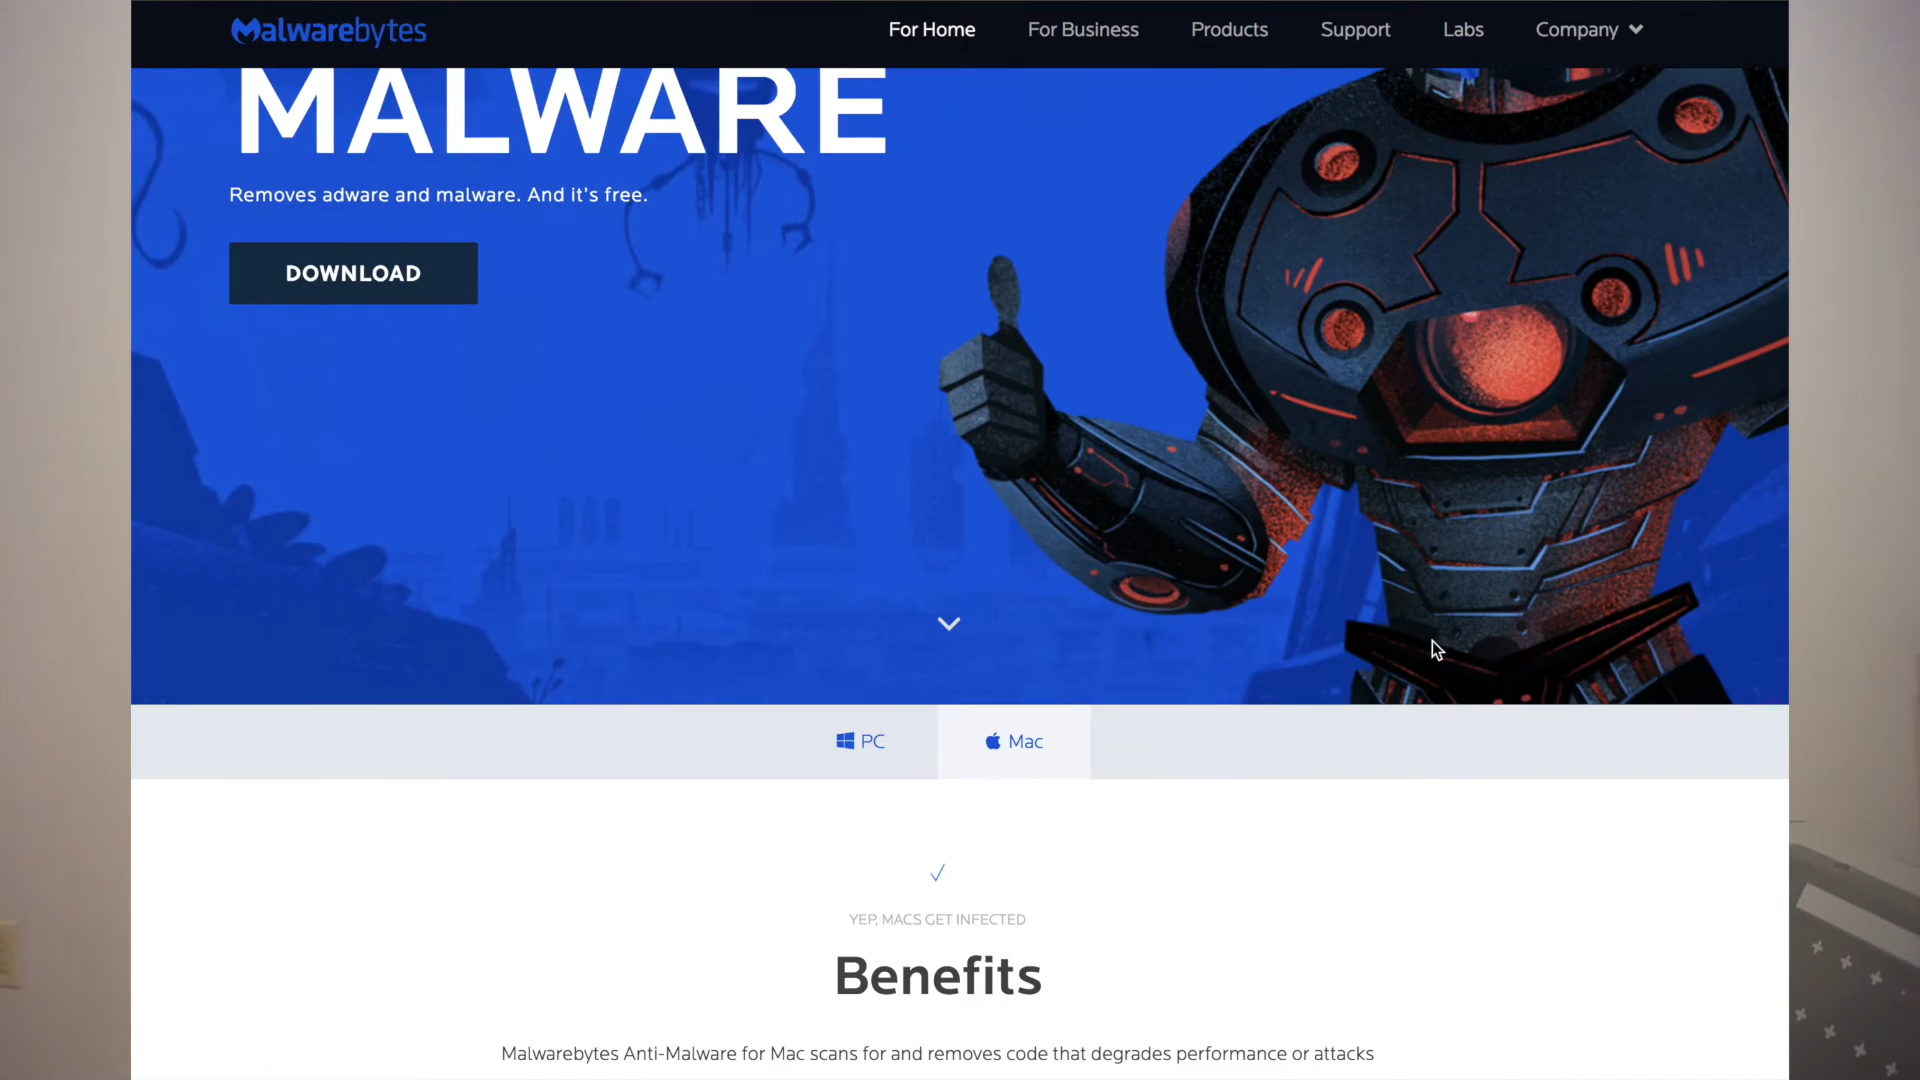 Malwarebytes
For Home
For Business
Products
Support
Labs
Company
MALWARE
Removes adware and malware. And it's free.
DOWNLOAD
PC
Mac
YEP, MACS GET INFECTED
Benefits
Malwarebytes Anti-Malware for Mac scans for and removes code that degrades performance or attacks